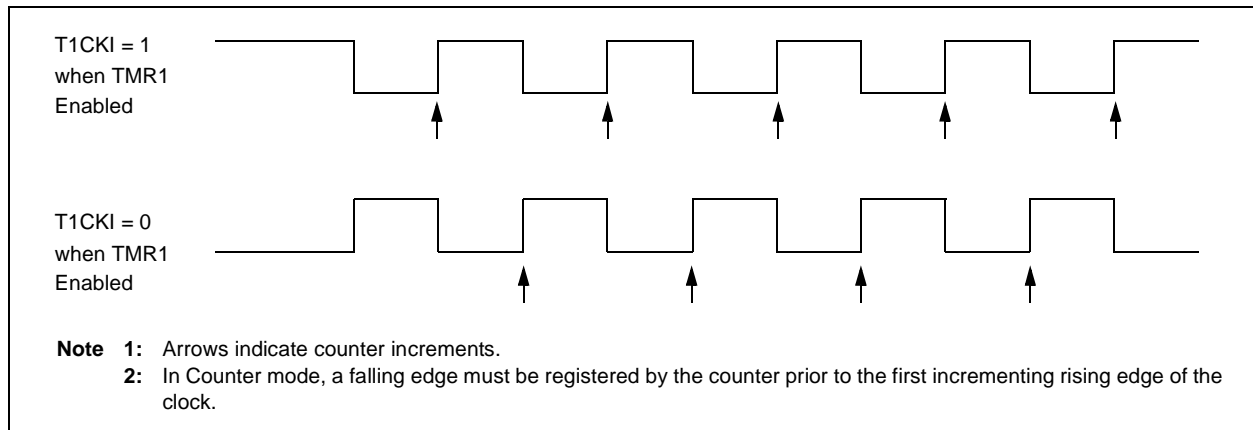 T1CKI = 1
when TMR1
Enabled
T1CKI = 0
when TMR1
Enabled
Note 1: Arrows indicate counter increments.
2: In Counter mode, a falling edge must be registered by the counter prior to the first incrementing rising edge of the
clock.